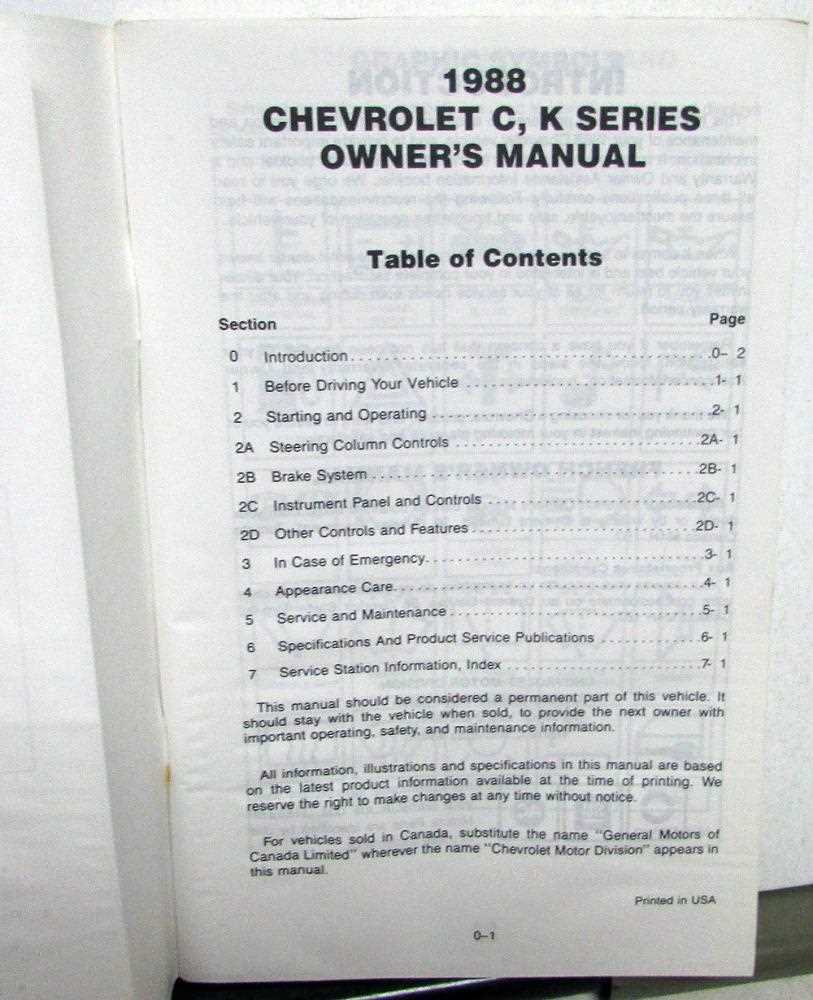 1988
CHEVROLET C, K SERIES
OWNER'S MANUAL
Table of Contents
Section Page
0 Introduction 0– 2
1 Before Driving Your Vehicle 1- 1
2 Starting and Operating 2- 1
2A Steering Column Controls 2A- 1
2B Brake System 2B- 1
2C Instrument Panel and Controls 2C- 1
2D Other Controls and Features 2D- 1
3 In Case of Emergency 3- 1
4 Appearance Care 4- 1
5 Service and Maintenance 5- 1
6 Specifications And Product Service Publications 6- 1
7 Service Station Information, Index 7- 1
This manual should be considered a permanent part of this vehicle. It
should stay with the vehicle when sold, to provide the next owner with
important operating, safety, and maintenance information.
All information, illustrations and specifications in this manual are based
on the latest product information available at the time of printing. We
reserve the right to make changes at any time without notice.
For vehicles sold in Canada, substitute the name "General Motors of
Canada Limited" wherever the name "Chevrolet Motor Division" appears in
this manual.
Printed in USA
0–1